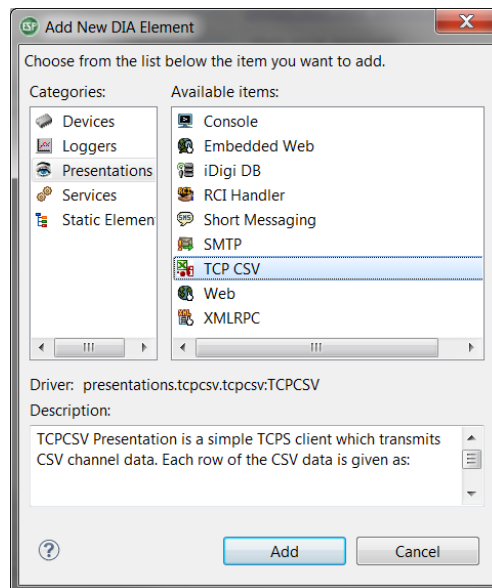 Add New DIA Element
Choose from the list below the item you want to add.
Categories:
Available items:
Devices
Loggers
Presentations
Services
Static Elemen
Console
Embedded Web
iDigi DB
RCI Handler
Short Messaging
SMTP
TCP CSV
Web
XMLRPC
Driver: presentations.tcpcsv.tcpcsv:TCPCSV
Description:
TCPCSV Presentation is a simple TCPS client which transmits
CSV channel data. Each row of the CSV data is given as:
Add
Cancel